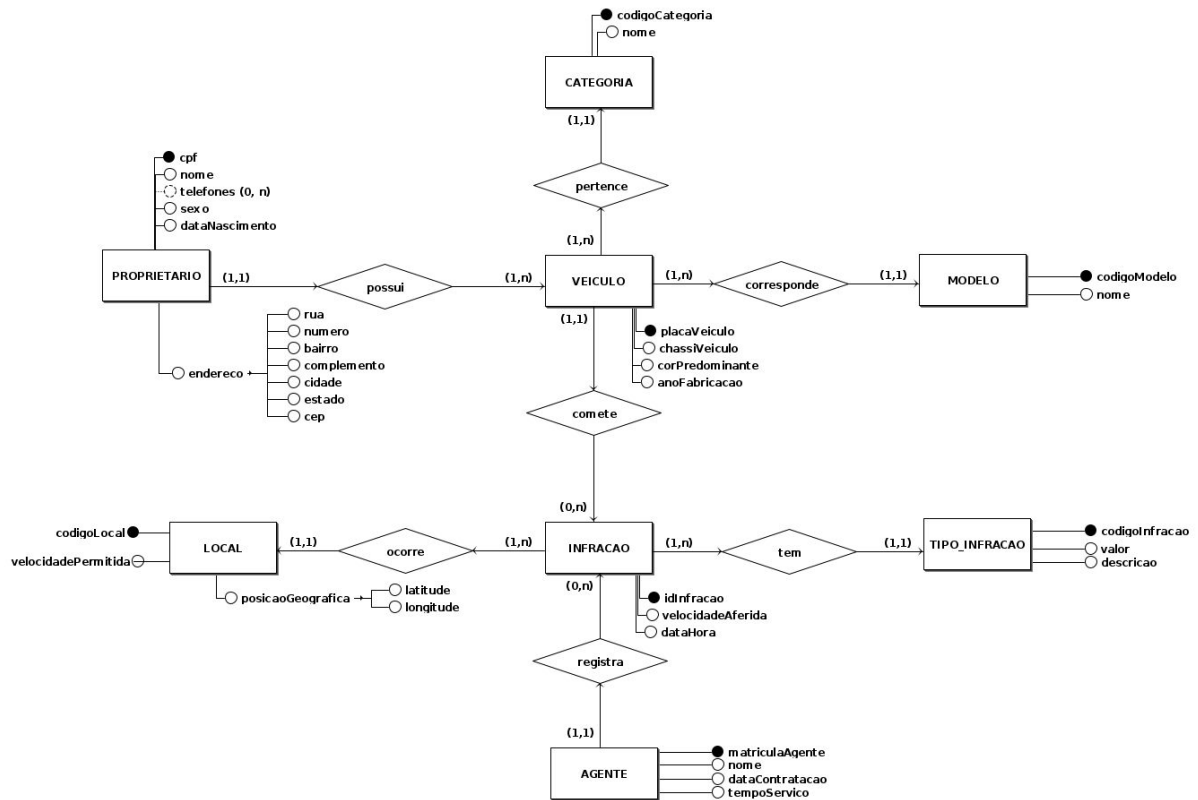 codigoCategoria
nome
CATEGORIA
(1,1)
pertence
(1,n)
cpf
nome
telefones (0, n)
sexo
dataNascimento
PROPRIETARIO
(1,1)
possui
(1,n)
VEICULO
(1,n)
corresponde
(1,1)
MODELO
codigoModelo
nome
(1,1)
placaVeiculo
chassiVeiculo
corPredominante
anoFabricacao
endereco
rua
numero
bairro
complemento
cidade
estado
cep
comete
(0,n)
codigoLocal
velocidadePermitida
LOCAL
(1,1)
ocorre
(1,n)
INFRACAO
(1,n)
tem
(1,1)
TIPO_INFRACAO
codigoInfracao
valor
descricao
posicaoGeografica
latitude
longitude
(0,n)
idInfracao
velocidadeAferida
dataHora
registra
(1,1)
AGENTE
matriculaAgente
nome
dataContratacao
tempoServico